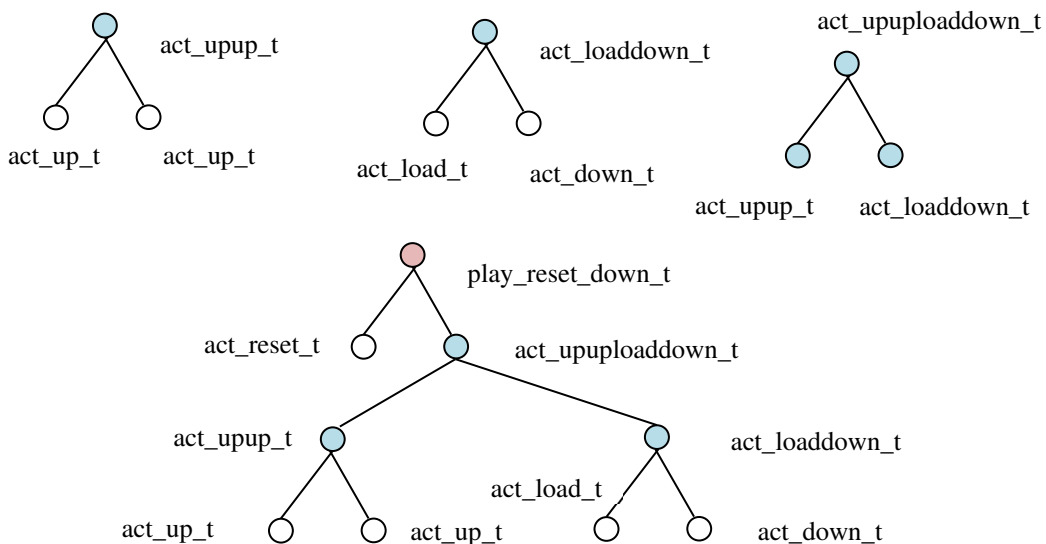 act_upup_t
act_up_t
act_up_t
act_loaddown_t
act_load_t
act_down_t
act_upuploaddown_t
act_upup_t
act_loaddown_t
play_reset_down_t
act_reset_t
act_upuploaddown_t
act_upup_t
act_loaddown_t
act_up_t
act_up_t
act_load_t
act_down_t